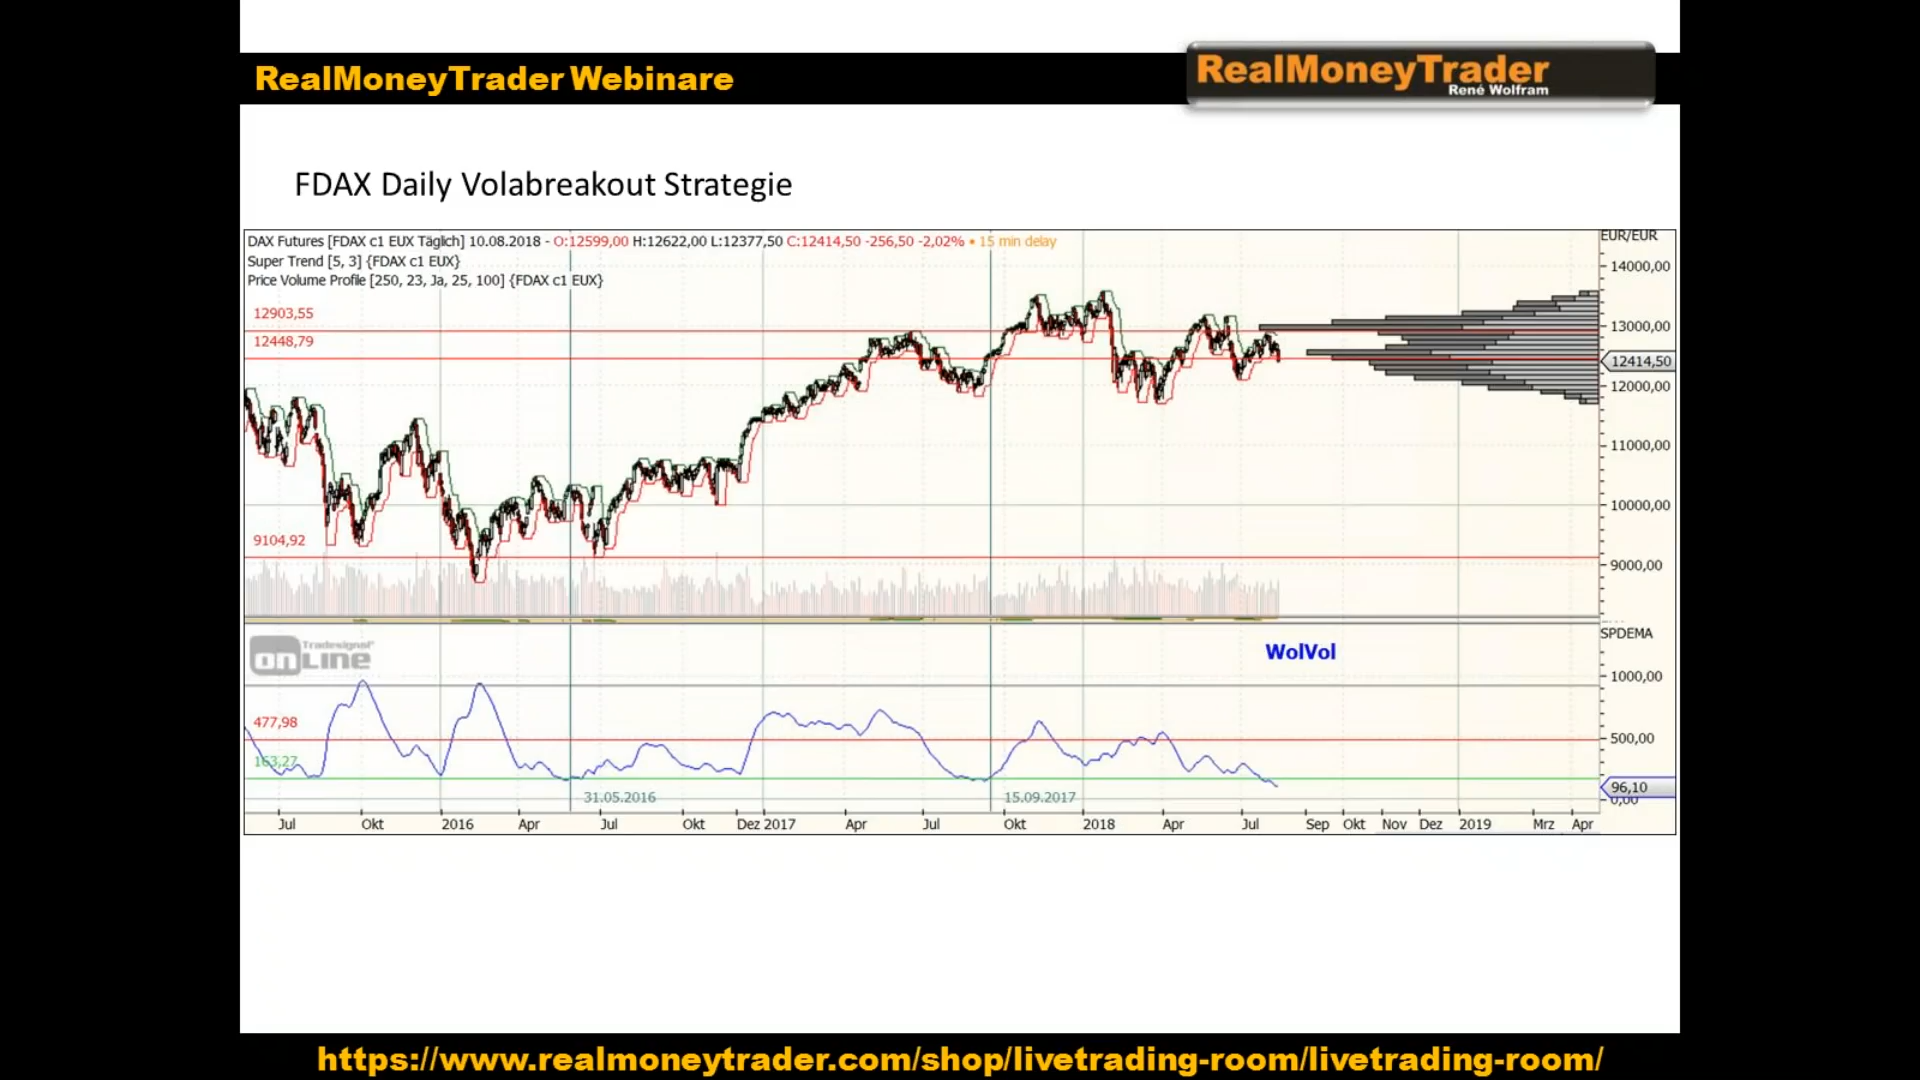 RealMoneyTrader Webinare
RealMoneyTrader
René Wolfram
FDAX Daily Volabreakout Strategie
DAX Futures [FDAX c1 EUX Täglich] 10.08.2018 - O:12599,00 H:12622,00 L:12377,50 C:12414,50 -256,50 -2,02% • 15 min delay
EUR/EUR
Super Trend [5, 3] {FDAX c1 EUX}
Price Volume Profile [250, 23, Ja, 25, 100] {FDAX c1 EUX}
14000,00
12903,55
13000,00
12448,79
12414,50
12000,00
11000,00
10000,00
9104,92
9000,00
SPDEMA
Tradesignal®
onLine
WolVol
1000,00
477,98
500,00
163,27
96,10
0,00
31.05.2016
15.09.2017
Jul Okt 2016 Apr Jul Okt Dez 2017 Apr Jul Okt 2018 Apr Jul Sep Okt Nov Dez 2019 Mrz Apr
https://www.realmoneytrader.com/shop/livetrading-room/livetrading-room/